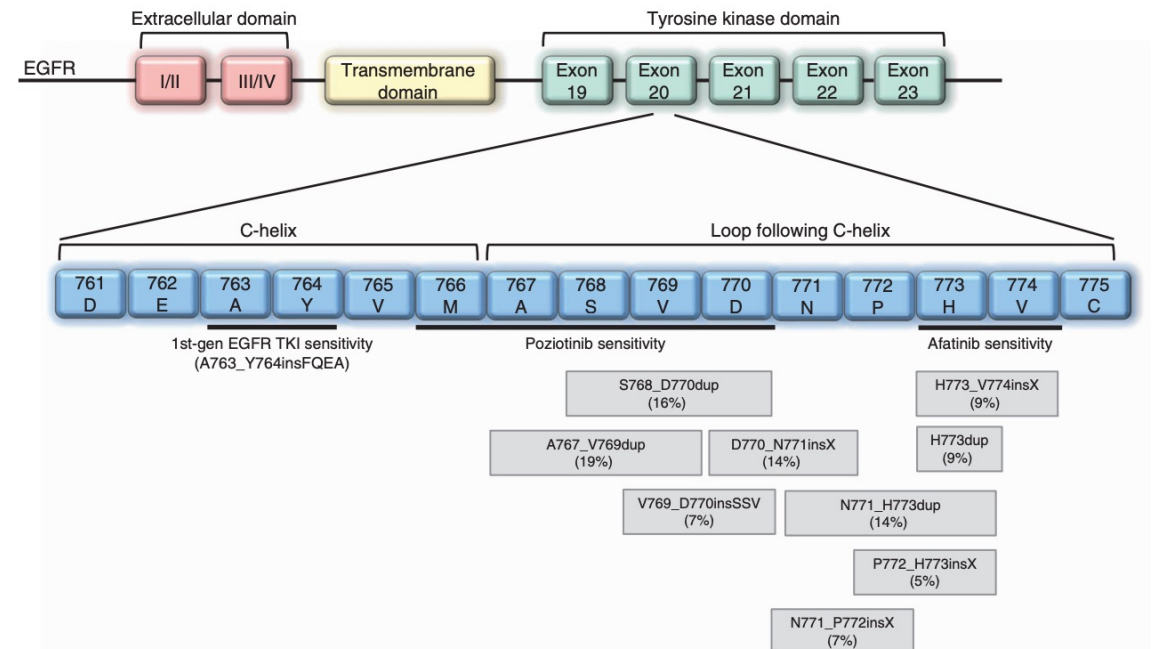 Extracellular domain
Tyrosine kinase domain
EGFR
I/II
III/IV
Transmembrane
domain
Exon
19
Exon
20
Exon
21
Exon
22
Exon
23
C-helix
Loop following C-helix
761
D
762
E
763
A
764
Y
765
V
766
M
767
A
768
S
769
V
770
D
771
N
772
P
773
H
774
V
775
C
1st-gen EGFR TKI sensitivity
(A763_Y764insFQEA)
Poziotinib sensitivity
Afatinib sensitivity
S768_D770dup
(16%)
H773_V774insX
(9%)
A767_V769dup
(19%)
D770_N771insX
(14%)
H773dup
(9%)
V769_D770insSSV
(7%)
N771_H773dup
(14%)
P772_H773insX
(5%)
N771_P772insX
(7%)